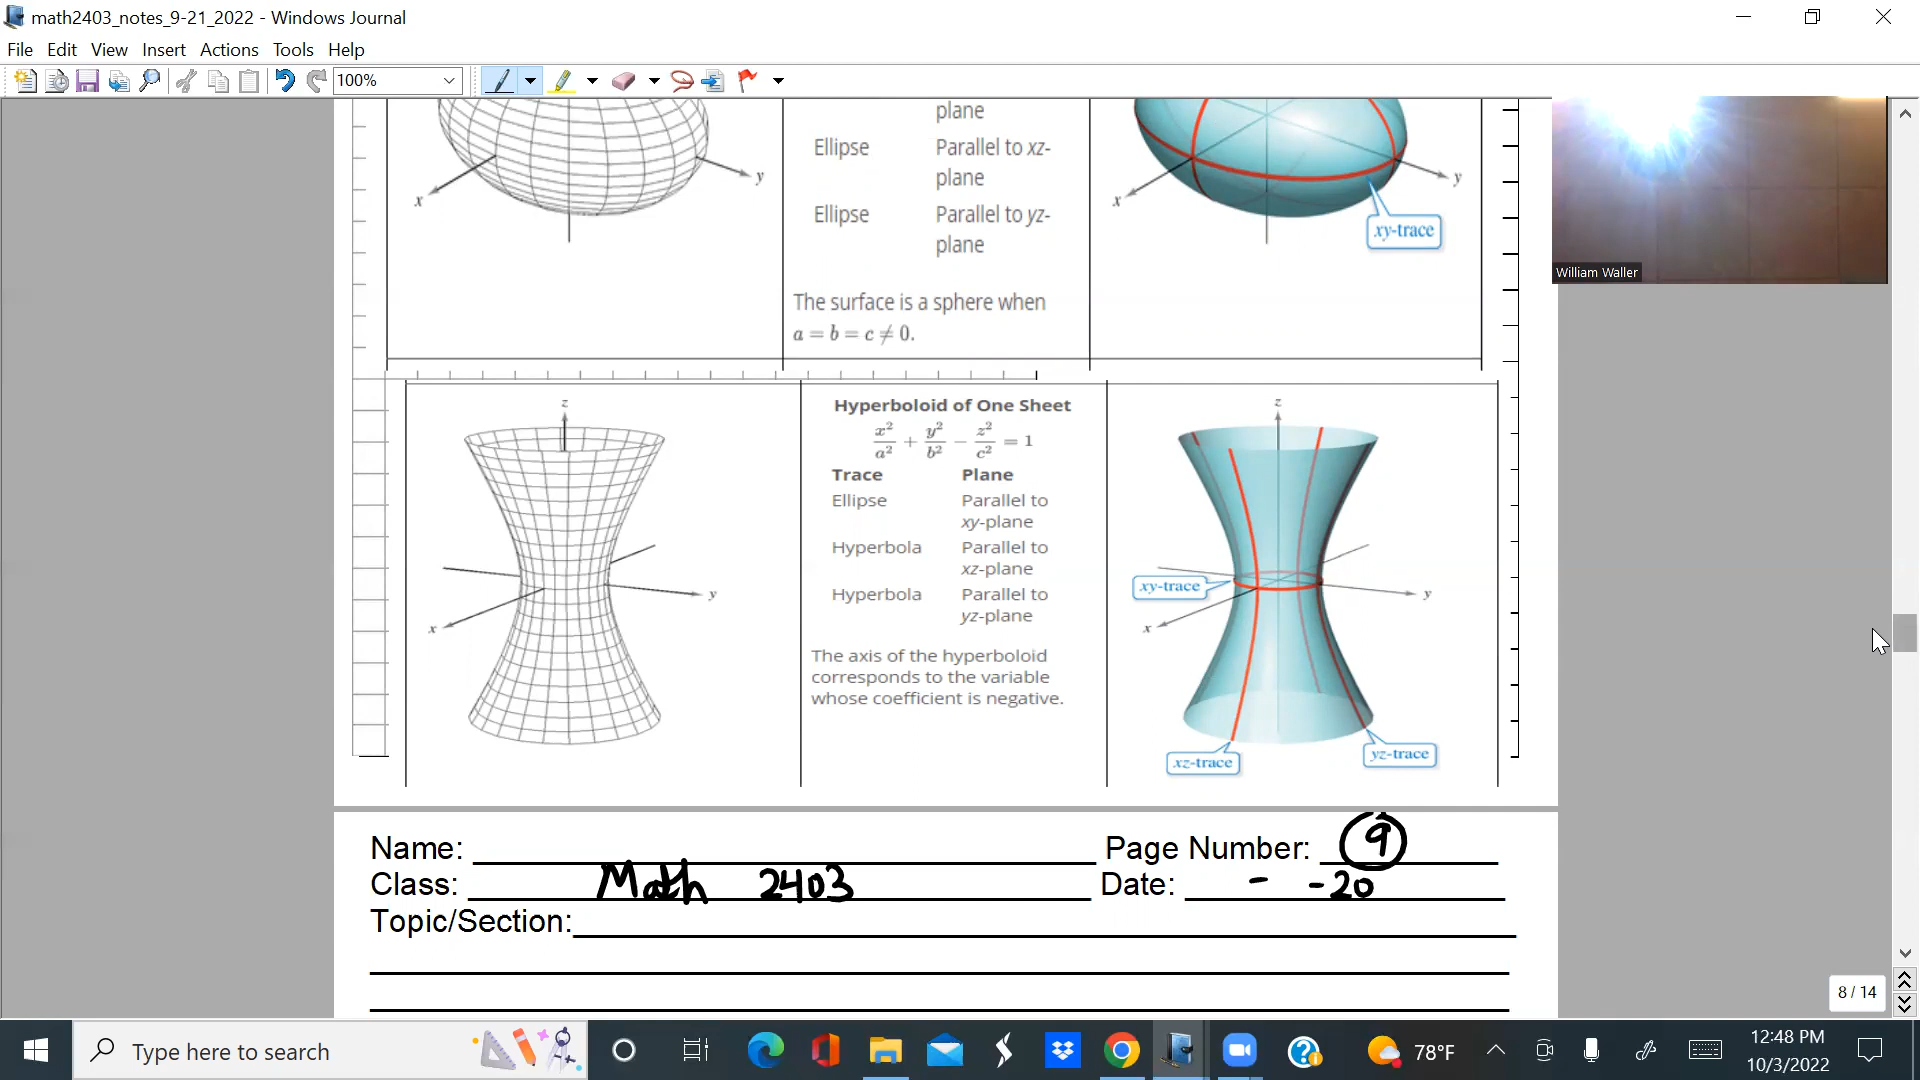 math2403_notes_9-21_2022 - Windows Journal
File Edit View Insert Actions Tools Help
100%
plane
Ellipse Parallel to xz-
plane
Ellipse Parallel to yz-
plane
The surface is a sphere when
a = b = c ≠ 0.
x
y
x
y
xy-trace
William Waller
z
y
x
Hyperboloid of One Sheet
x²/a² + y²/b² − z²/c² = 1
Trace Plane
Ellipse Parallel to
xy-plane
Hyperbola Parallel to
xz-plane
Hyperbola Parallel to
yz-plane
The axis of the hyperboloid
corresponds to the variable
whose coefficient is negative.
z
xy-trace
y
x
xz-trace
yz-trace
Name: Page Number: 9
Class: Math 2403 Date: - -20
Topic/Section:
8 / 14
Type here to search
78°F
12:48 PM
10/3/2022